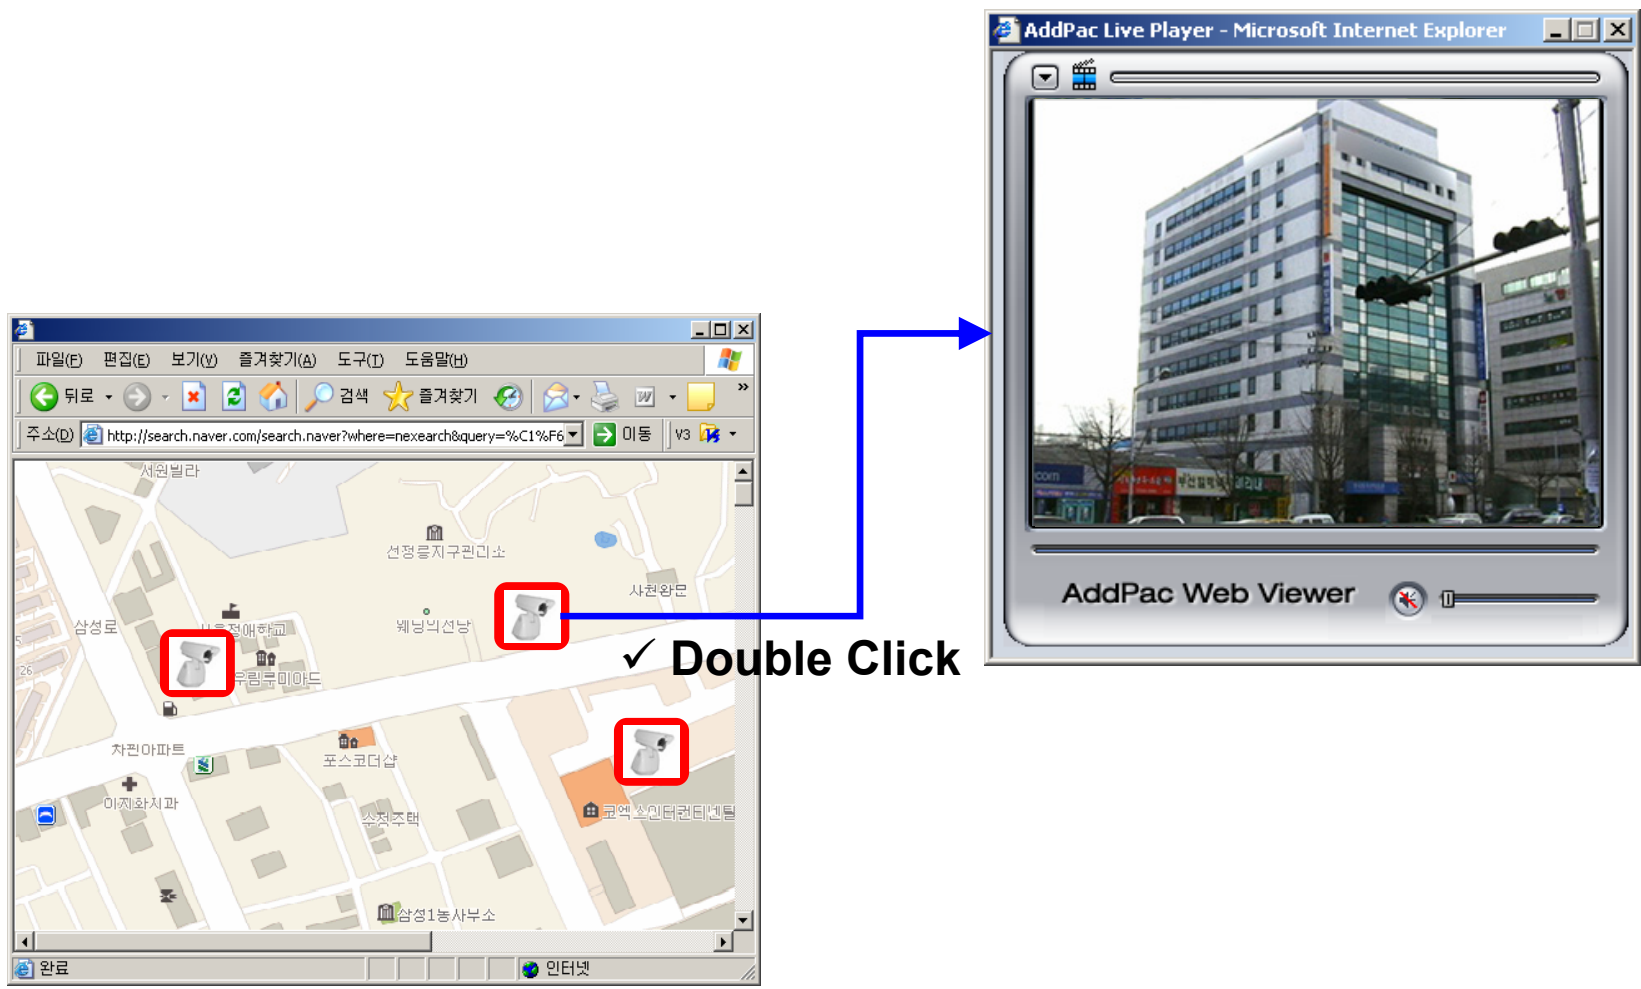 AddPac Live Player - Microsoft Internet Explorer
AddPac Web Viewer
파일(F) 편집(E) 보기(V) 즐겨찾기(A) 도구(T) 도움말(H)
뒤로 검색 즐겨찾기 »
주소(D) http://search.naver.com/search.naver?where=nexearch&query=%C1%F6 이동 V3
서원빌라
선정릉지구관리소
사천왕문
삼성로
웨딩의전당
✓ Double Click
26
우림루미아드
차관아파트
포스코더샵
이지화치과
수정주택
코엑스인터컨티넨탈
삼성1동사무소
완료 인터넷